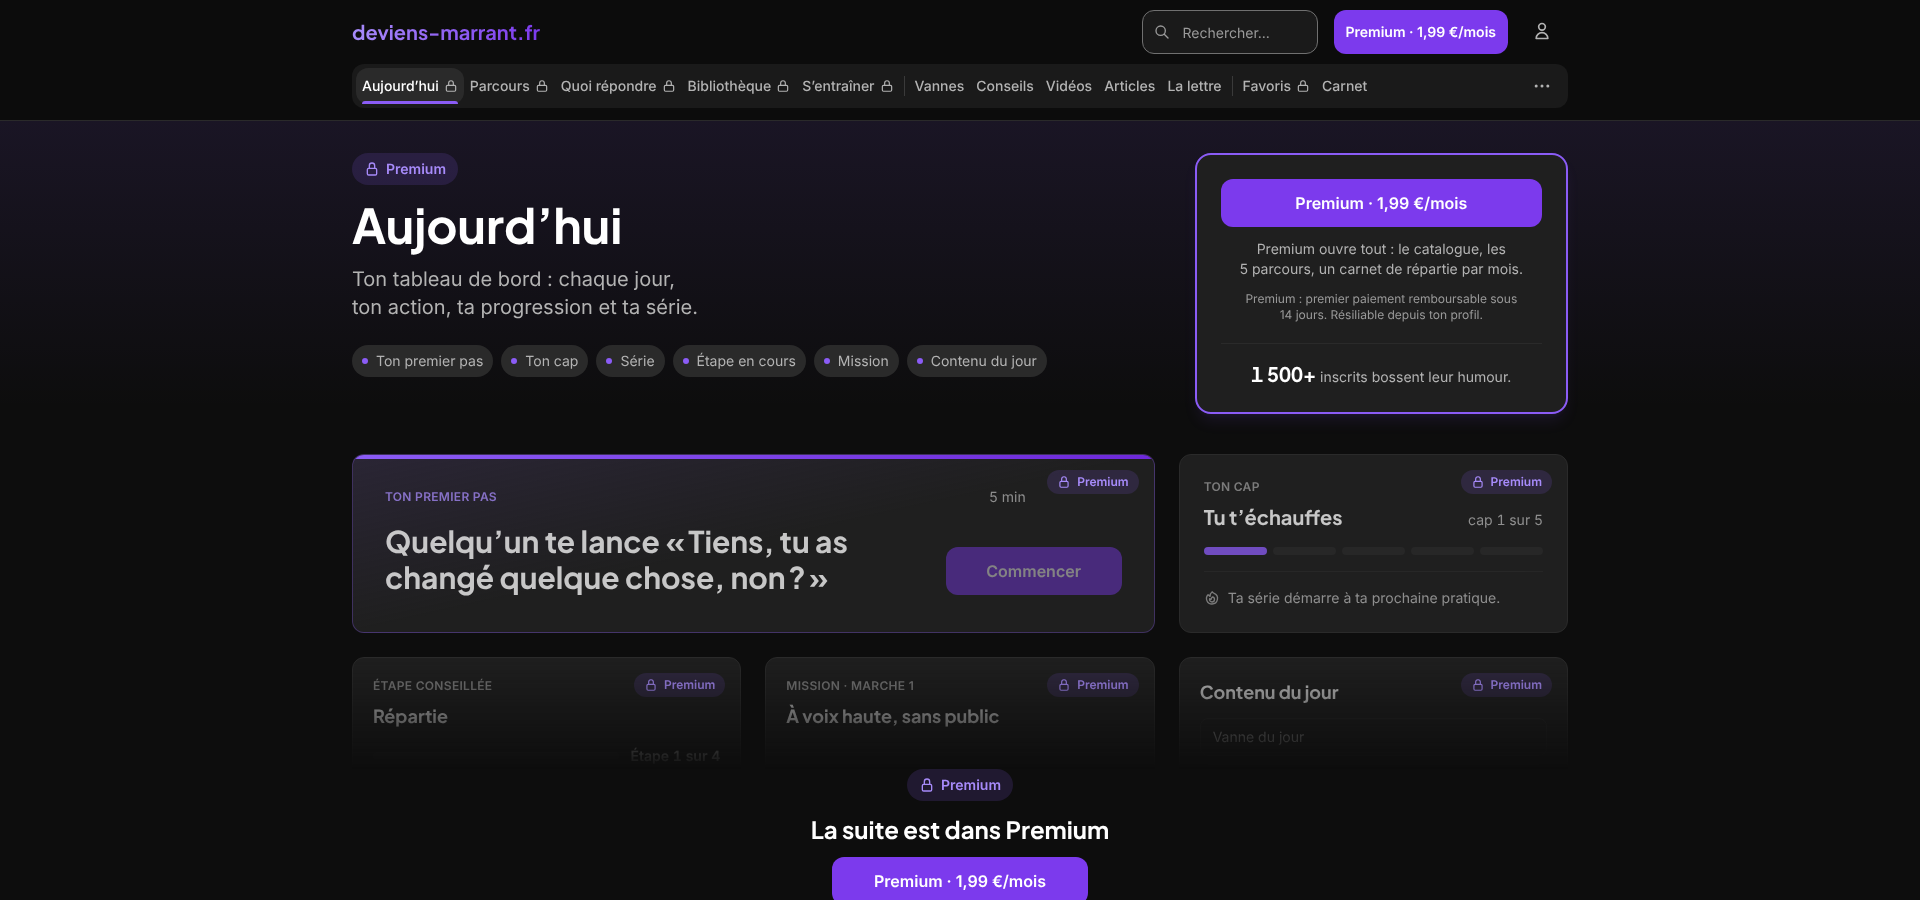 deviens-marrant.fr
Rechercher...
Premium · 1,99 €/mois
Aujourd’hui
Parcours
Quoi répondre
Bibliothèque
S’entraîner
Vannes
Conseils
Vidéos
Articles
La lettre
Favoris
Carnet
Premium
Aujourd’hui
Ton tableau de bord : chaque jour,
ton action, ta progression et ta série.
Ton premier pas
Ton cap
Série
Étape en cours
Mission
Contenu du jour
Premium · 1,99 €/mois
Premium ouvre tout : le catalogue, les
5 parcours, un carnet de répartie par mois.
Premium : premier paiement remboursable sous
14 jours. Résiliable depuis ton profil.
1 500+ inscrits bossent leur humour.
TON PREMIER PAS
5 min
Premium
Quelqu’un te lance « Tiens, tu as
changé quelque chose, non ? »
Commencer
TON CAP
Premium
Tu t’échauffes
cap 1 sur 5
Ta série démarre à ta prochaine pratique.
ÉTAPE CONSEILLÉE
Premium
Répartie
Étape 1 sur 4
MISSION · MARCHE 1
Premium
À voix haute, sans public
Contenu du jour
Premium
Vanne du jour
Premium
La suite est dans Premium
Premium · 1,99 €/mois